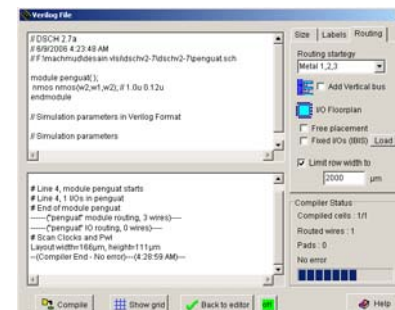 Verilog File
// DSCH 2.7a
// 6/9/2006 4:23:48 AM
// F:\machmud\desain vlsi\dschv2-7\dschv2-7\penguat.sch
module penguat( );
nmos nmos(w2,w1,w2); // 1.0u 0.12u
endmodule
// Simulation parameters in Verilog Format
// Simulation parameters
# Line 4, module penguat starts
# Line 4, 1 I/Os in penguat
# End of module penguat
-----("penguat" module routing, 3 wires)----
-----("penguat" IO routing, 0 wires)----
# Scan Clocks and Pwl
Layout width=166µm, height=111µm
--(Compiler End - No error)---(4:28:59 AM)---
Compile
Show grid
Back to editor
off
Size Labels Routing
Routing startegy
Metal 1,2,3
Add Vertical bus
I/O Floorplan
Free placement
Fixed I/Os (IBIS) Load
Limit row width to
2000 µm
Compiler Status
Compiled cells : 1/1
Routed wires : 1
Pads : 0
No error
Help